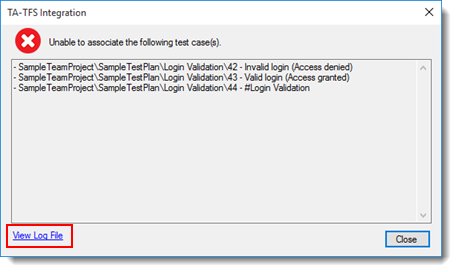 TA-TFS Integration
Unable to associate the following test case(s).
- SampleTeamProject\SampleTestPlan\Login Validation\42 - Invalid login (Access denied)
- SampleTeamProject\SampleTestPlan\Login Validation\43 - Valid login (Access granted)
- SampleTeamProject\SampleTestPlan\Login Validation\44 - #Login Validation
View Log File
Close